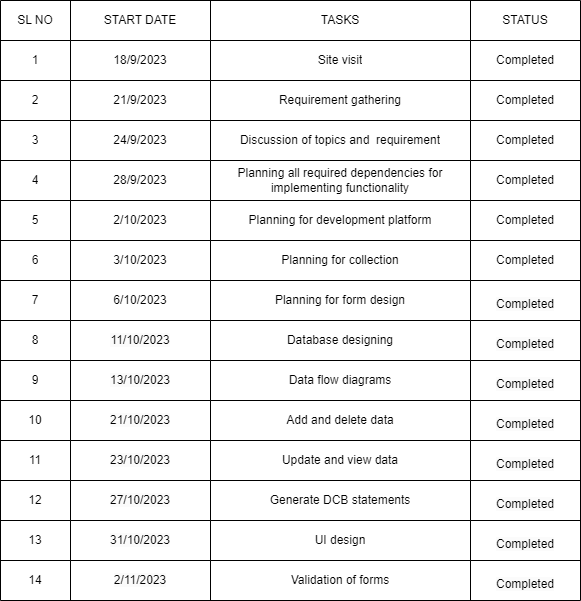 SL NO START DATE TASKS STATUS
1 18/9/2023 Site visit Completed
2 21/9/2023 Requirement gathering Completed
3 24/9/2023 Discussion of topics and requirement Completed
4 28/9/2023 Planning all required dependencies for
implementing functionality Completed
5 2/10/2023 Planning for development platform Completed
6 3/10/2023 Planning for collection Completed
7 6/10/2023 Planning for form design Completed
8 11/10/2023 Database designing Completed
9 13/10/2023 Data flow diagrams Completed
10 21/10/2023 Add and delete data Completed
11 23/10/2023 Update and view data Completed
12 27/10/2023 Generate DCB statements Completed
13 31/10/2023 UI design Completed
14 2/11/2023 Validation of forms Completed